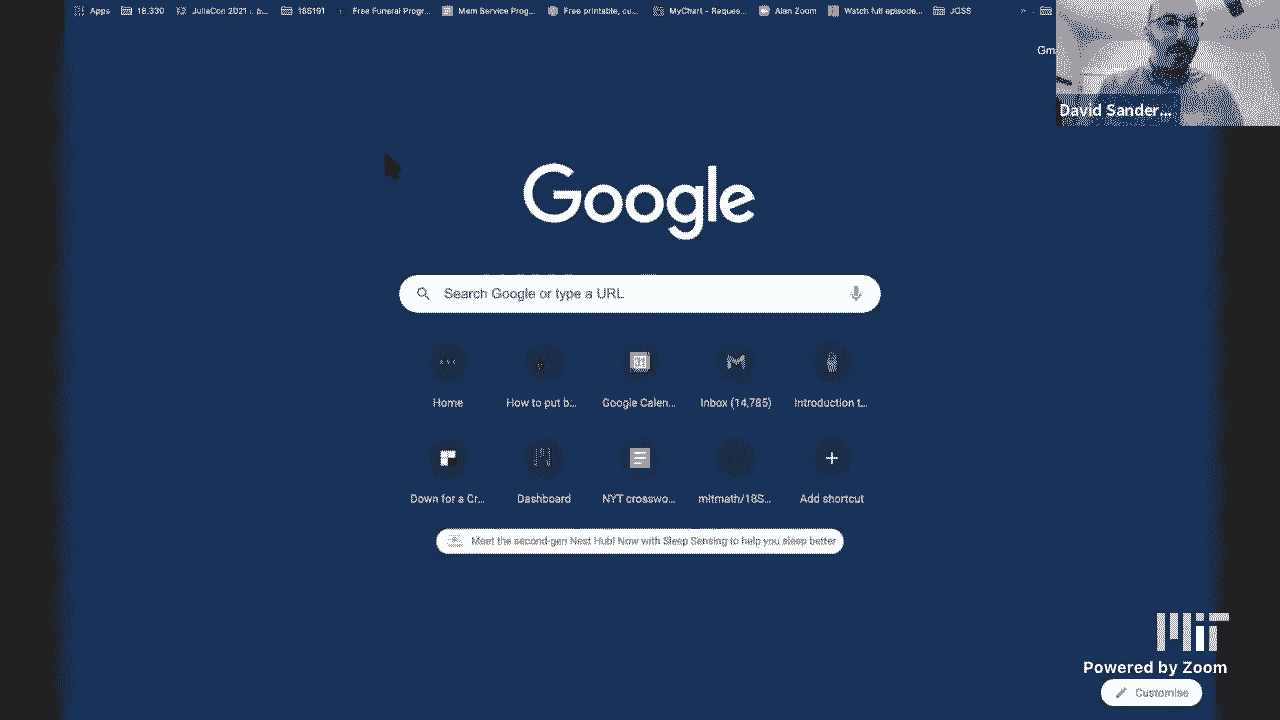 Apps 18.330 JuliaCon 2021 :. p... 18S191 Free Funeral Progr... Mem Service Prog... Free printable, cu... MyChart - Reques... Alan Zoom Watch full episode... JOSS »
Gm
David Sander...
Google
Search Google or type a URL
Home How to put b... Google Calen... Inbox (14,785) Introduction t...
Down for a Cr... Dashboard NYT crosswo... mitmath/18S... Add shortcut
Meet the second-gen Nest Hub! Now with Sleep Sensing to help you sleep better
MIT
Powered by Zoom
Customise